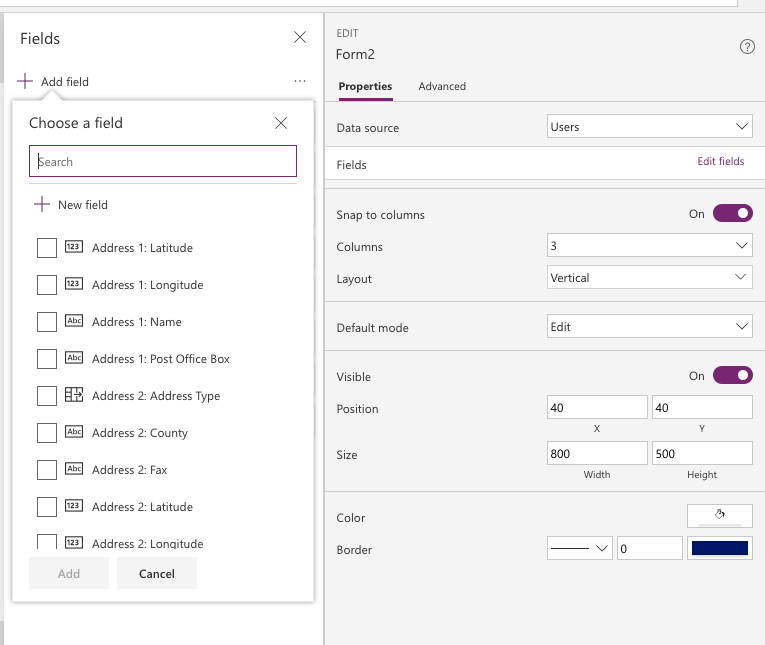 Fields
Add field
...
Choose a field
Search
New field
123 Address 1: Latitude
123 Address 1: Longitude
Abc Address 1: Name
Abc Address 1: Post Office Box
Address 2: Address Type
Abc Address 2: County
Abc Address 2: Fax
123 Address 2: Latitude
123 Address 2: Longitude
Add Cancel
EDIT
Form2
?
Properties Advanced
Data source Users
Fields Edit fields
Snap to columns On
Columns 3
Layout Vertical
Default mode Edit
Visible On
Position 40 40
X Y
Size 800 500
Width Height
Color
Border 0